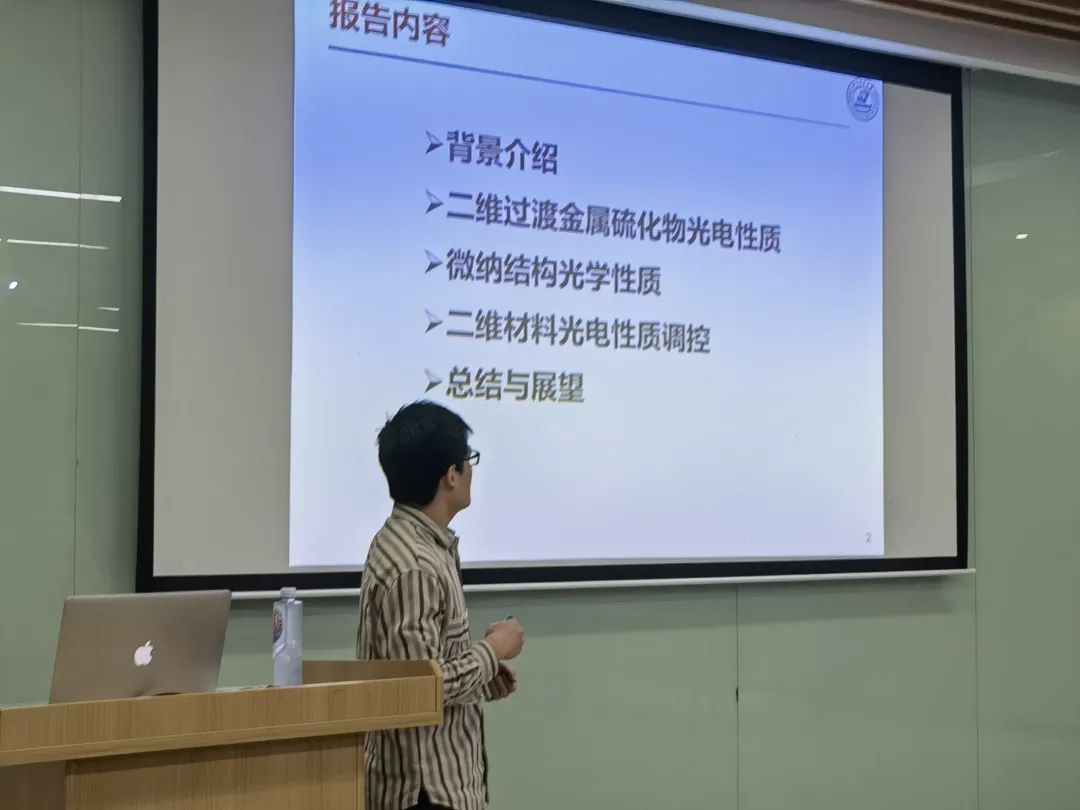 报告内容
➢背景介绍
➢二维过渡金属硫化物光电性质
➢微纳结构光学性质
➢二维材料光电性质调控
➢总结与展望
2